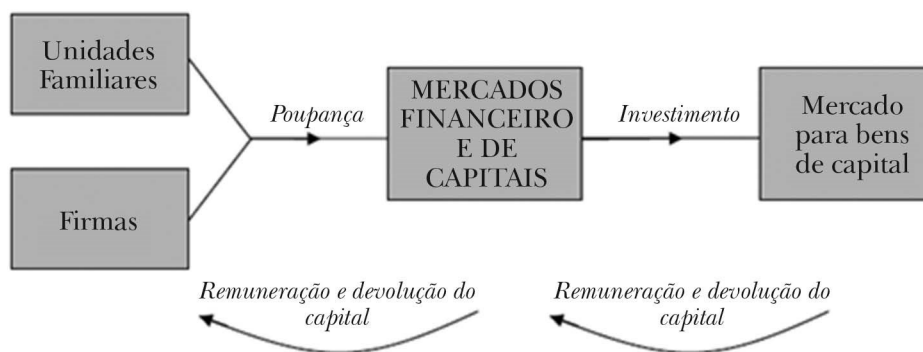 Unidades
Familiares
Poupança
MERCADOS
FINANCEIRO
E DE
CAPITAIS
Investimento
Mercado
para bens
de capital
Firmas
Remuneração e devolução do
capital
Remuneração e devolução do
capital